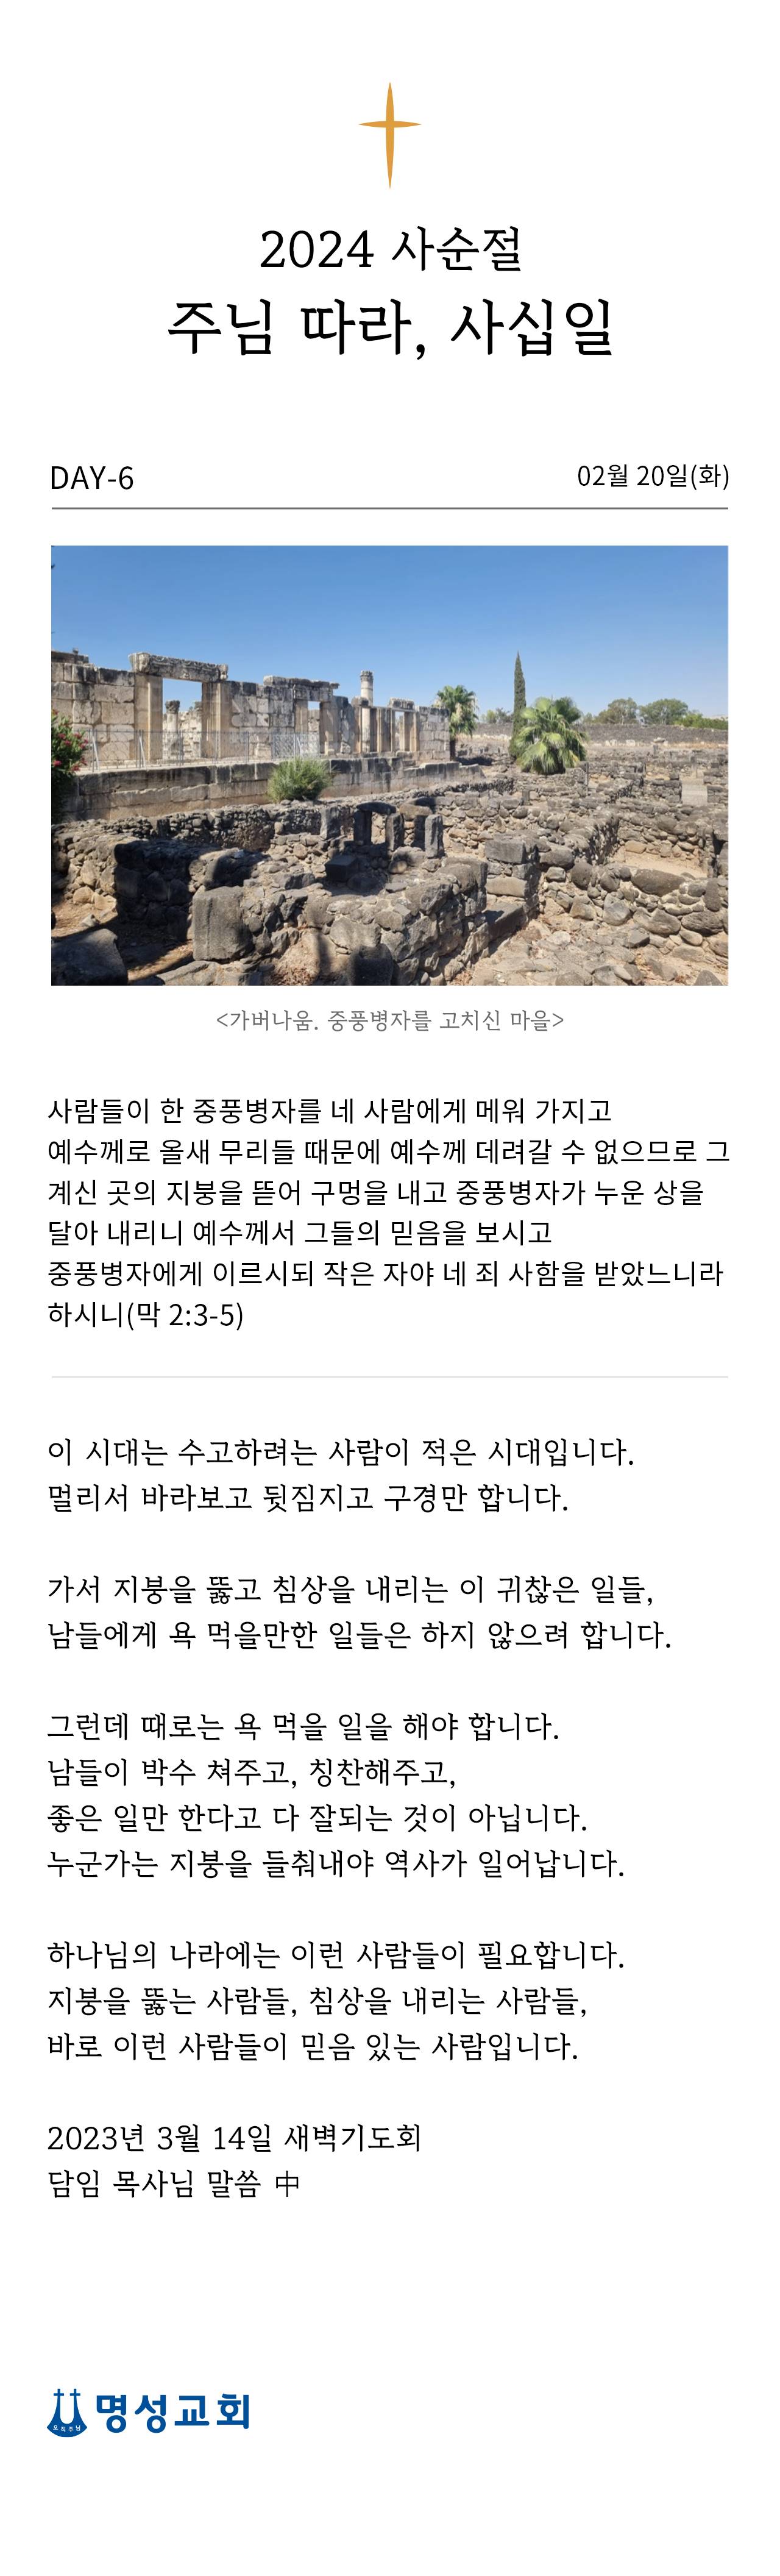 2024 사순절
주님 따라, 사십일
DAY-6
02월 20일(화)
<가버나움. 중풍병자를 고치신 마을>
사람들이 한 중풍병자를 네 사람에게 메워 가지고
예수께로 올새 무리들 때문에 예수께 데려갈 수 없으므로 그
계신 곳의 지붕을 뜯어 구멍을 내고 중풍병자가 누운 상을
달아 내리니 예수께서 그들의 믿음을 보시고
중풍병자에게 이르시되 작은 자야 네 죄 사함을 받았느니라
하시니(막 2:3-5)
이 시대는 수고하려는 사람이 적은 시대입니다.
멀리서 바라보고 뒷짐지고 구경만 합니다.
가서 지붕을 뚫고 침상을 내리는 이 귀찮은 일들,
남들에게 욕 먹을만한 일들은 하지 않으려 합니다.
그런데 때로는 욕 먹을 일을 해야 합니다.
남들이 박수 쳐주고, 칭찬해주고,
좋은 일만 한다고 다 잘되는 것이 아닙니다.
누군가는 지붕을 들춰내야 역사가 일어납니다.
하나님의 나라에는 이런 사람들이 필요합니다.
지붕을 뚫는 사람들, 침상을 내리는 사람들,
바로 이런 사람들이 믿음 있는 사람입니다.
2023년 3월 14일 새벽기도회
담임 목사님 말씀 中
오직주님
명성교회